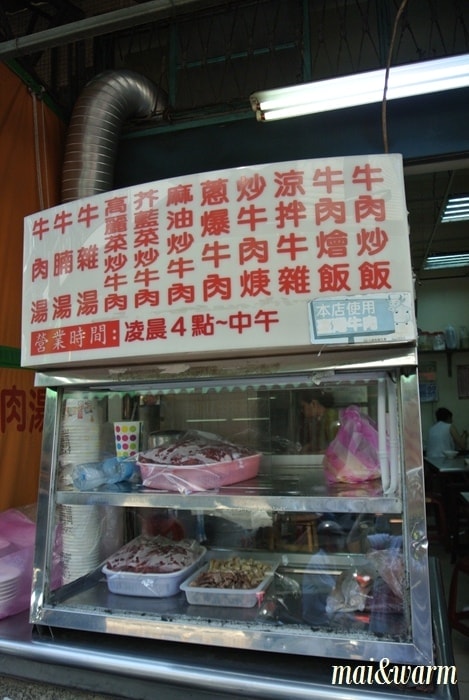 牛肉湯
牛腩湯
牛雜湯
高麗菜炒牛肉
芥藍菜炒牛肉
麻油炒牛肉
蔥爆牛肉
炒牛肉焿
涼拌牛雜
牛肉燴飯
牛肉炒飯
營業時間:凌晨4點~中午
本店使用
牛肉
肉湯
mai&warm